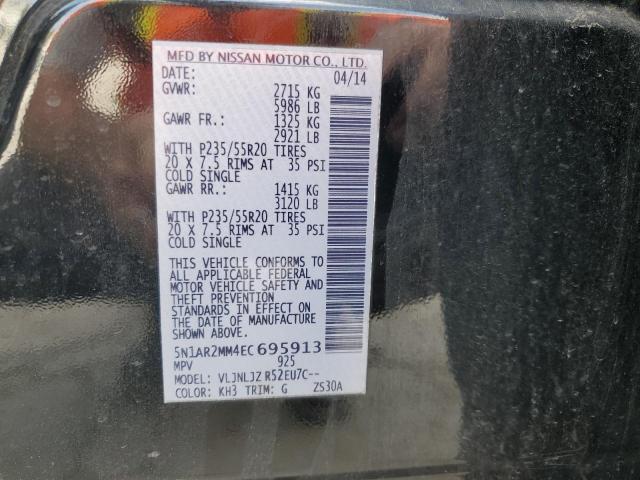 MFD BY NISSAN MOTOR CO., LTD.
DATE: 04/14
GVWR: 2715 KG
5986 LB
GAWR FR.: 1325 KG
2921 LB
WITH P235/55R20 TIRES
20 X 7.5 RIMS AT 35 PSI
COLD SINGLE
GAWR RR.: 1415 KG
3120 LB
WITH P235/55R20 TIRES
20 X 7.5 RIMS AT 35 PSI
COLD SINGLE
THIS VEHICLE CONFORMS TO
ALL APPLICABLE FEDERAL
MOTOR VEHICLE SAFETY AND
THEFT PREVENTION
STANDARDS IN EFFECT ON
THE DATE OF MANUFACTURE
SHOWN ABOVE.
5N1AR2MM4EC695913
MPV 925
MODEL: VLJNLJZ R52EU7C--
COLOR: KH3 TRIM: G ZS30A